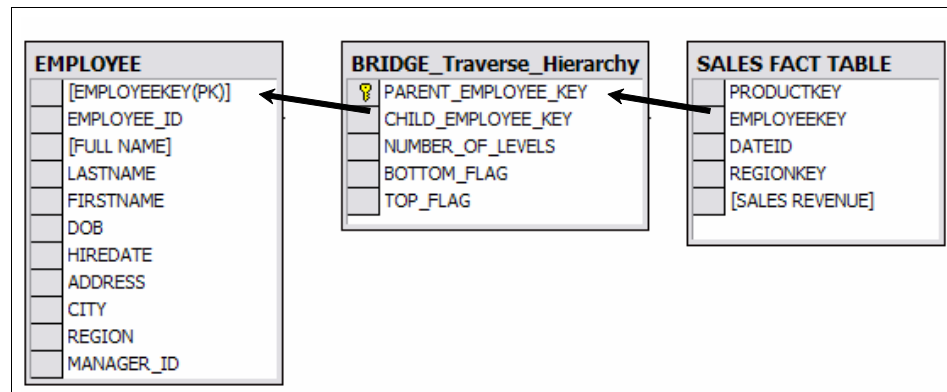 EMPLOYEE
[EMPLOYEEKEY(PK)]
EMPLOYEE_ID
[FULL NAME]
LASTNAME
FIRSTNAME
DOB
HIREDATE
ADDRESS
CITY
REGION
MANAGER_ID
BRIDGE_Traverse_Hierarchy
PARENT_EMPLOYEE_KEY
CHILD_EMPLOYEE_KEY
NUMBER_OF_LEVELS
BOTTOM_FLAG
TOP_FLAG
SALES FACT TABLE
PRODUCTKEY
EMPLOYEEKEY
DATEID
REGIONKEY
[SALES REVENUE]